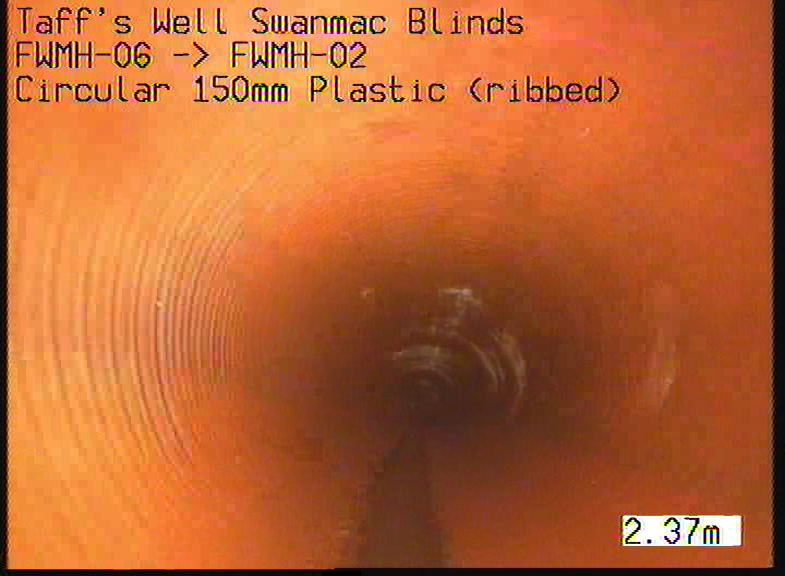 Taff's Well Swanmac Blinds
FWMH-06 -> FWMH-02
Circular 150mm Plastic (ribbed)
2.37m